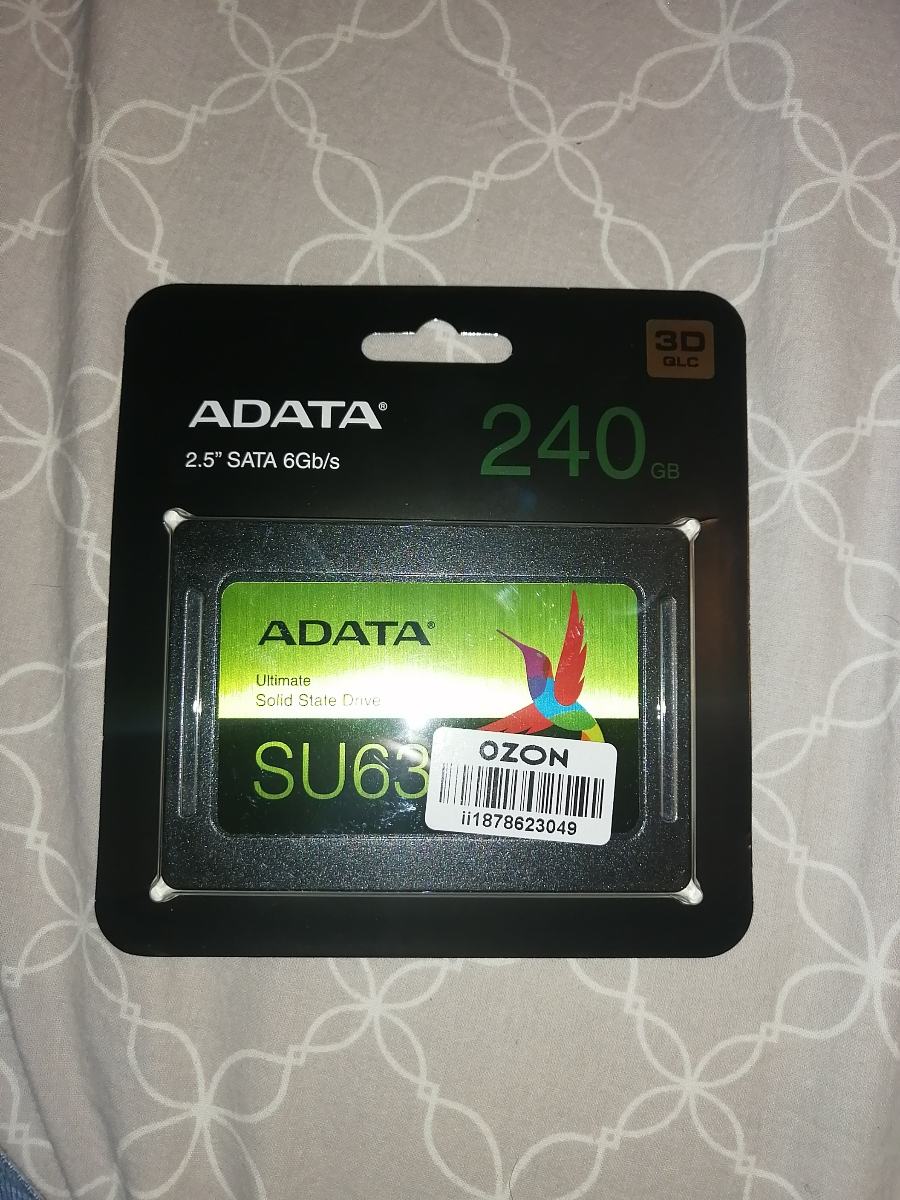 3D
QLC
ADATA®
240 GB
2.5” SATA 6Gb/s
ADATA®
Ultimate
Solid State Drive
SU63
OZON
ii1878623049